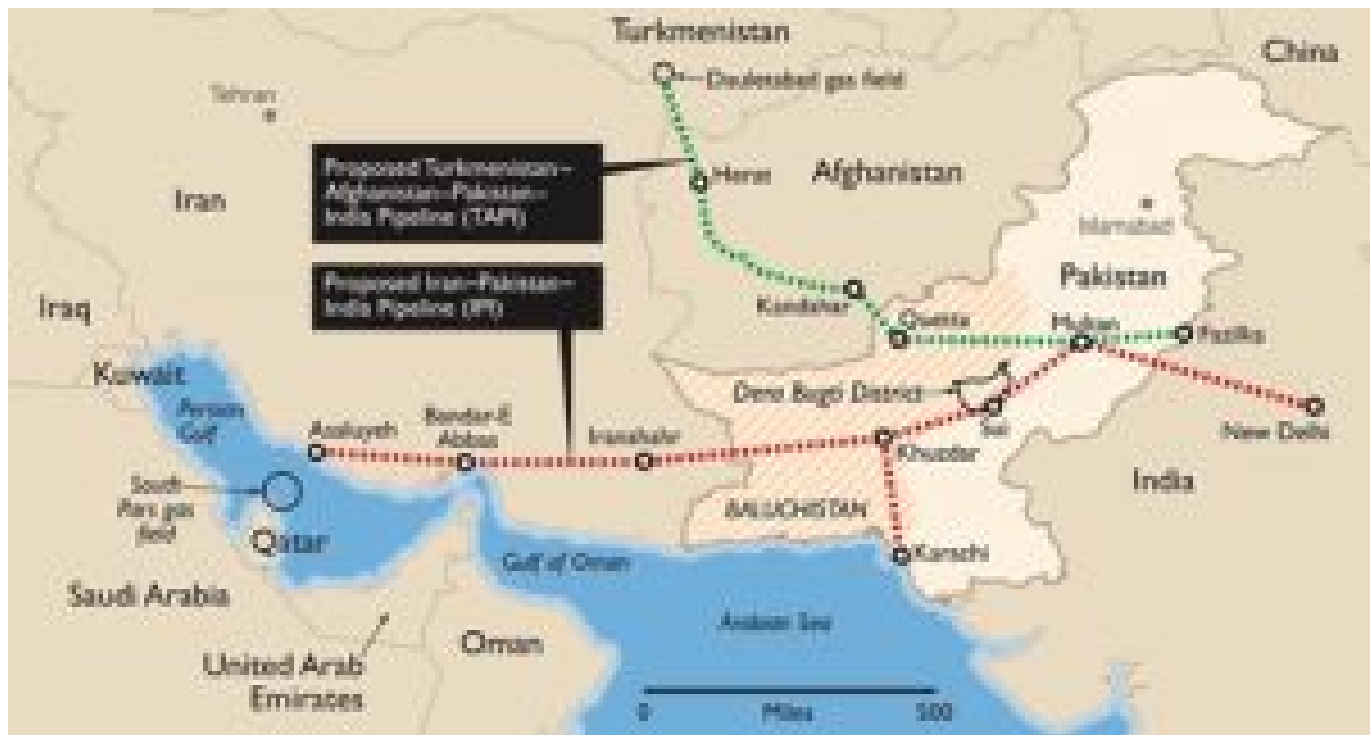 Turkmenistan
China
Dauletabad gas field
Tehran
Proposed Turkmenistan–
Afghanistan–Pakistan–
India Pipeline (TAPI)
Herat
Afghanistan
Iran
Islamabad
Pakistan
Proposed Iran–Pakistan–
India Pipeline (IPI)
Iraq
Kandahar
Quetta
Multan
Fazilka
Kuwait
Dera Bugti District
Persian
Gulf
Assaluyeh
Bandar-E
Abbas
Iranshahr
Sui
New Delhi
Khuzdar
South
Pars gas
field
India
BALUCHISTAN
Qatar
Gulf of Oman
Karachi
Saudi Arabia
Arabian Sea
Oman
United Arab
Emirates
0 Miles 500